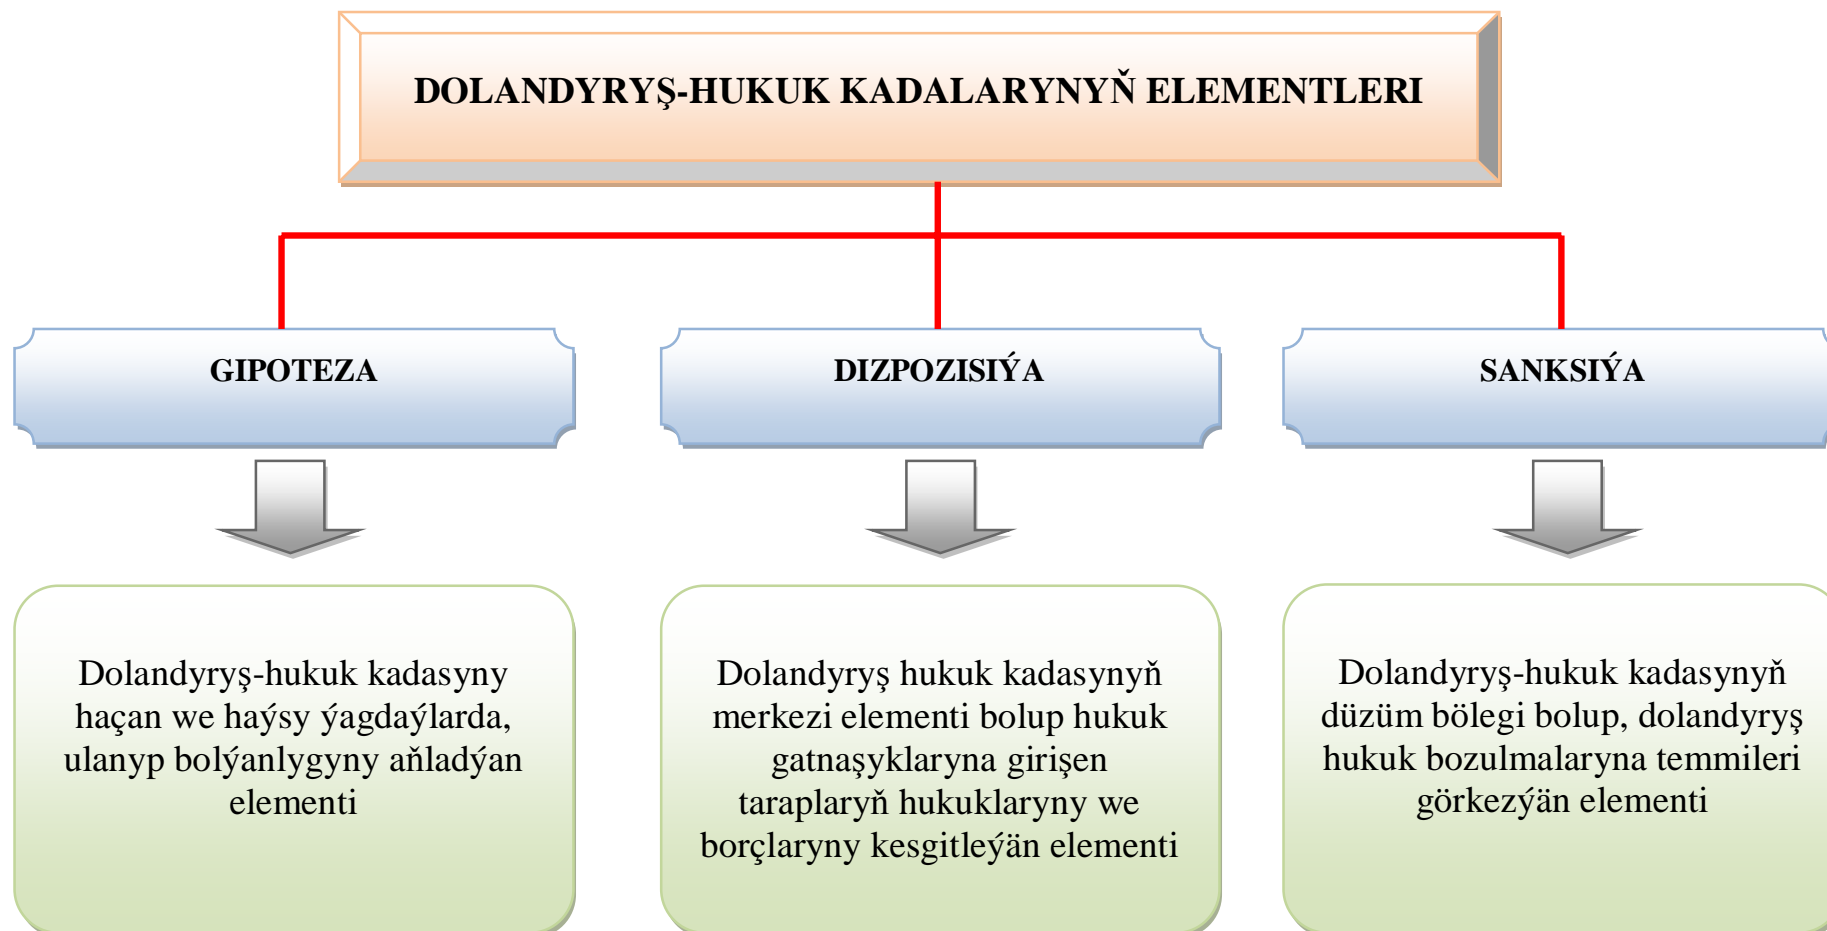 DOLANDYRYŞ-HUKUK KADALARYNYŇ ELEMENTLERI
GIPOTEZA
DIZPOZISIÝA
SANKSIÝA
Dolandyryş-hukuk kadasyny
haçan we haýsy ýagdaýlarda,
ulanyp bolýanlygyny aňladýan
elementi
Dolandyryş hukuk kadasynyň
merkezi elementi bolup hukuk
gatnaşyklaryna girişen
taraplaryň hukuklaryny we
borçlaryny kesgitleýän elementi
Dolandyryş-hukuk kadasynyň
düzüm bölegi bolup, dolandyryş
hukuk bozulmalaryna temmileri
görkezýän elementi